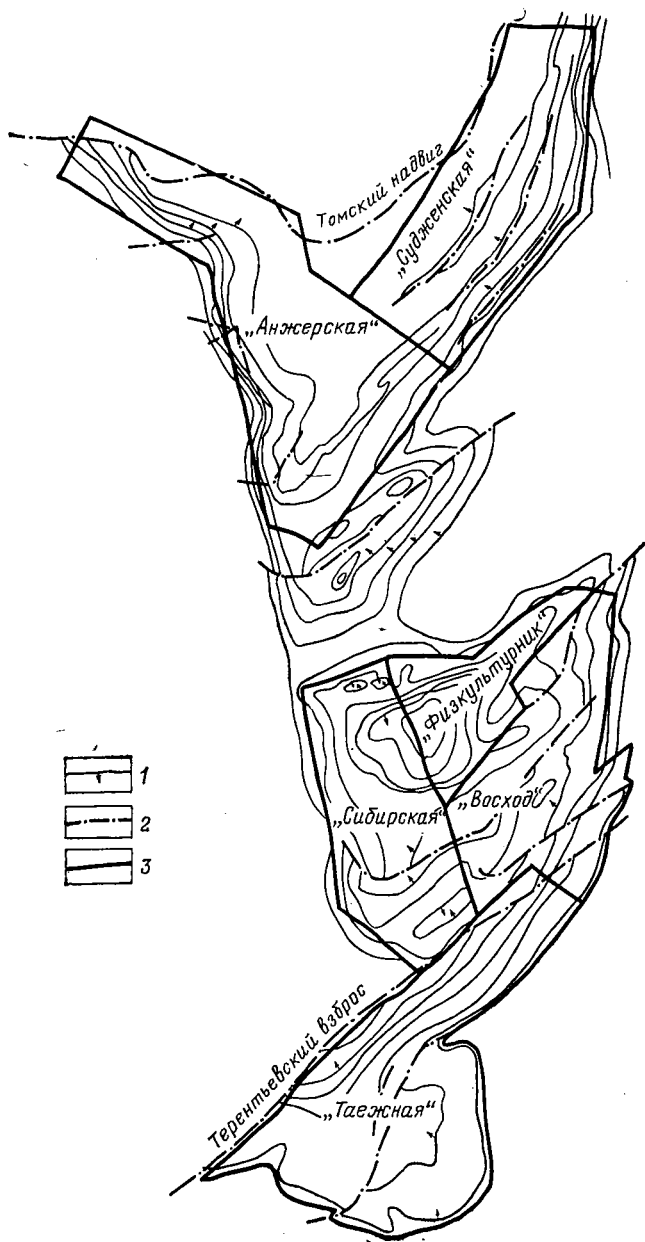 Томский надвиг
„Судженская“
„Анжерская“
„Физкультурник“
„Сибирская“
„Восход“
1
2
3
Терентьевский взброс
„Таежная“